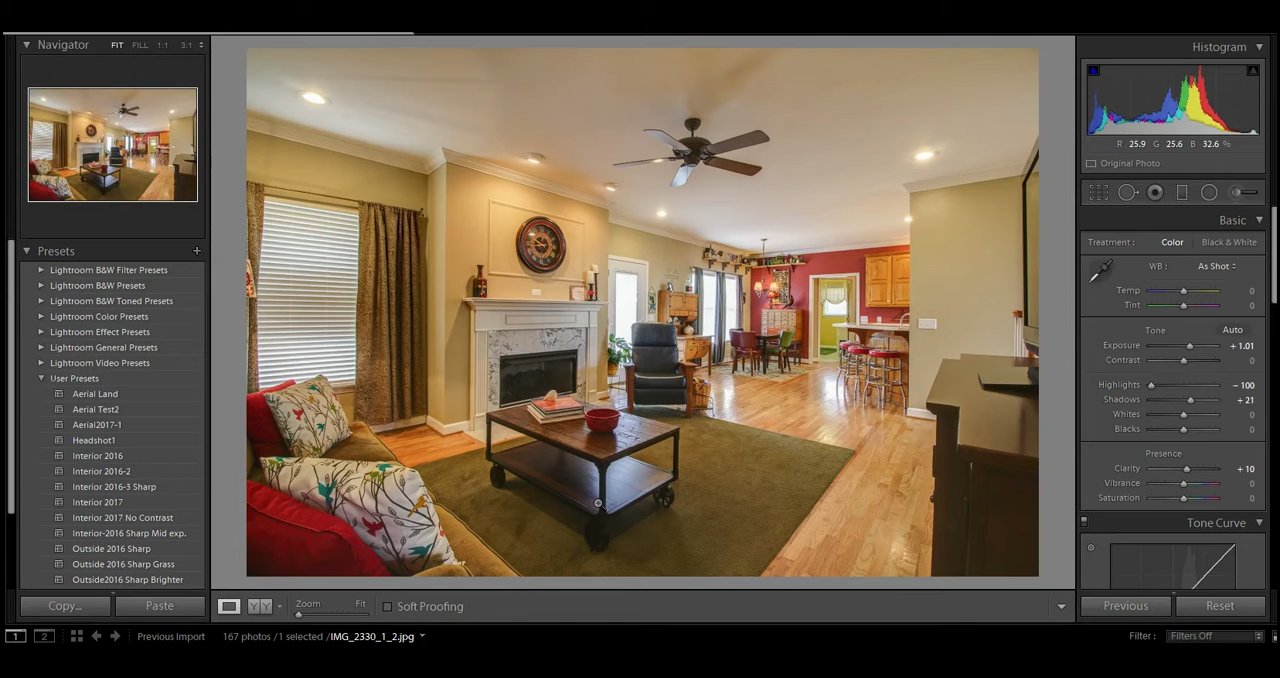 Navigator FIT FILL 1:1 3:1
Presets +
Lightroom B&W Filter Presets
Lightroom B&W Presets
Lightroom B&W Toned Presets
Lightroom Color Presets
Lightroom Effect Presets
Lightroom General Presets
Lightroom Video Presets
User Presets
Aerial Land
Aerial Test2
Aerial2017-1
Headshot1
Interior 2016
Interior 2016-2
Interior 2016-3 Sharp
Interior 2017
Interior 2017 No Contrast
Interior-2016 Sharp Mid exp.
Outside 2016 Sharp
Outside 2016 Sharp Grass
Outside2016 Sharp Brighter
Copy... Paste
Y Y Zoom Fit Soft Proofing
Histogram
R 25.9 G 25.6 B 32.6 %
Original Photo
Basic
Treatment : Color Black & White
WB : As Shot
Temp 0
Tint 0
Tone Auto
Exposure + 1.01
Contrast 0
Highlights − 100
Shadows + 21
Whites 0
Blacks 0
Presence
Clarity + 10
Vibrance 0
Saturation 0
Tone Curve
Previous Reset
1 2 Previous Import 167 photos / 1 selected / IMG_2330_1_2.jpg Filter : Filters Off